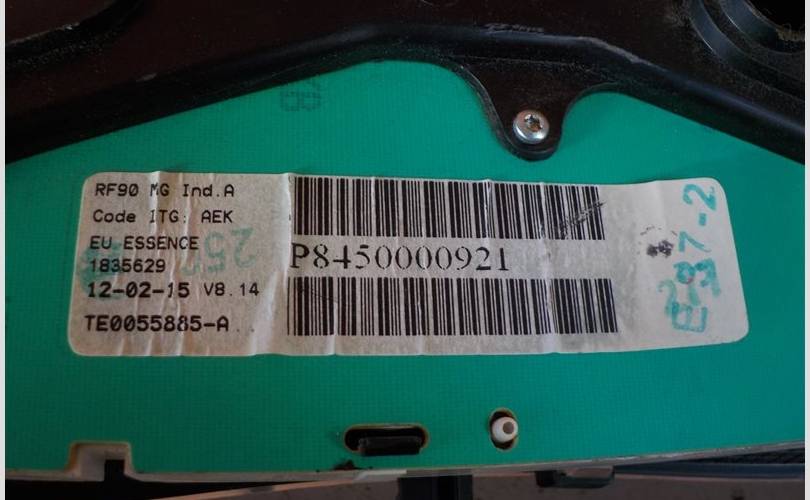 RF90 MG Ind.A
Code ITG: AEK
EU ESSENCE
1835629
12-02-15 V8.14
TE0055885-A
P8450000921